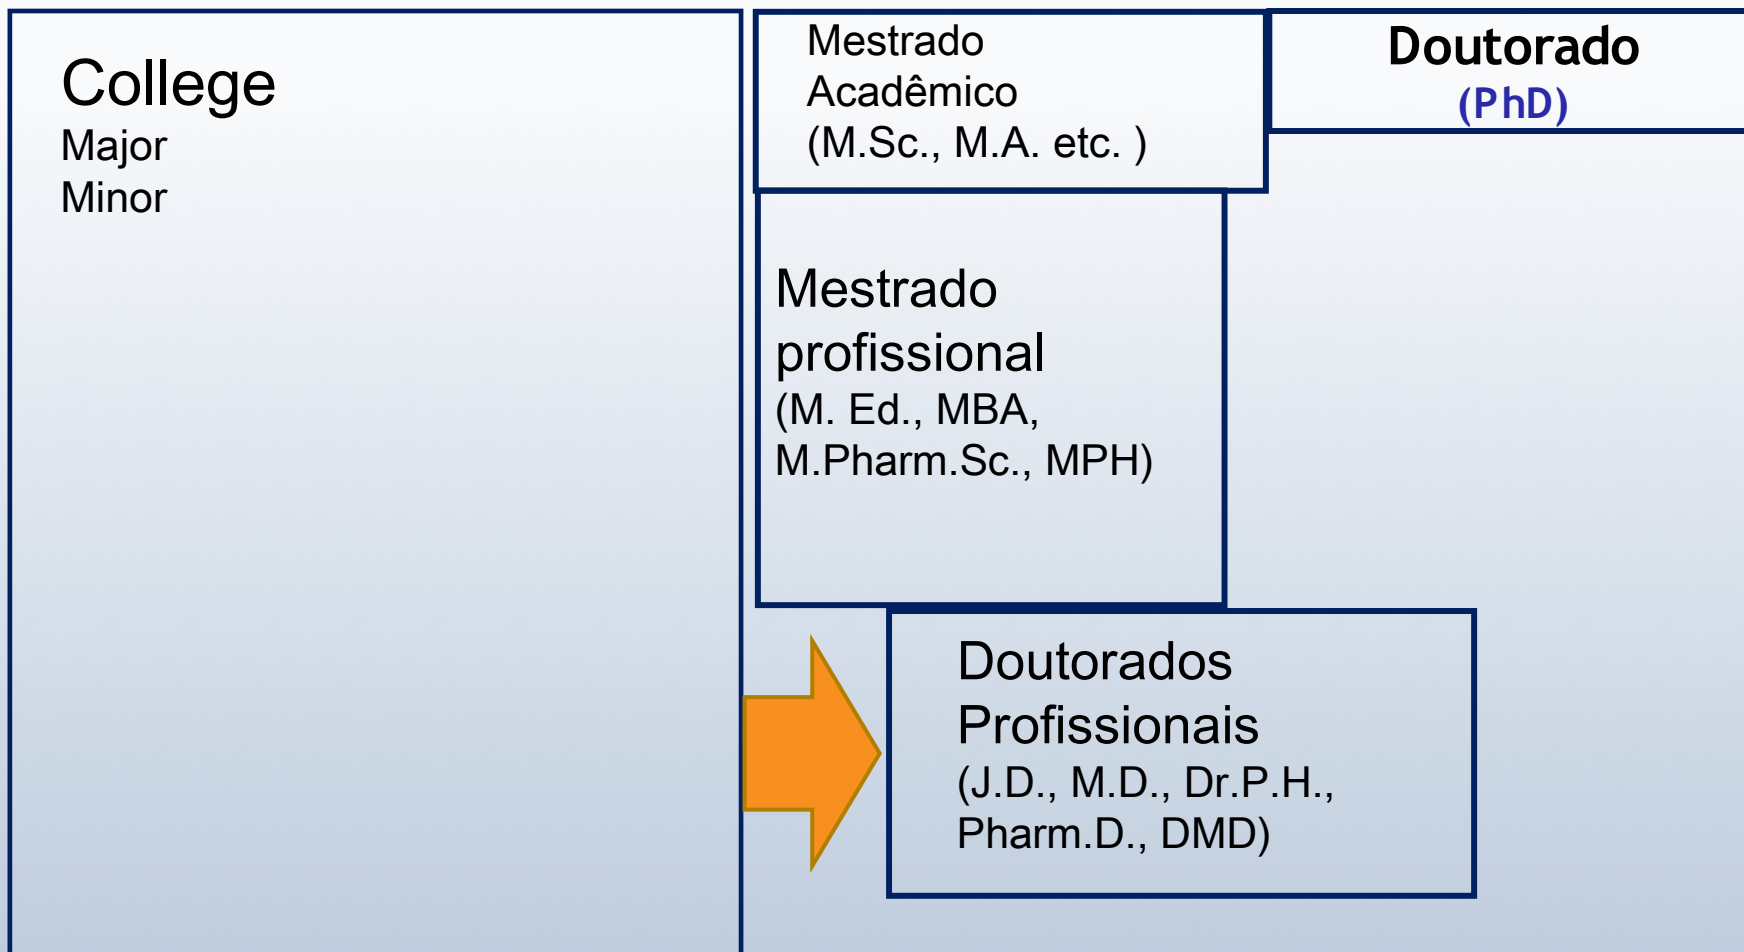 College
Major
Minor
Mestrado
Acadêmico
(M.Sc., M.A. etc. )
Doutorado
(PhD)
Mestrado
profissional
(M. Ed., MBA,
M.Pharm.Sc., MPH)
Doutorados
Profissionais
(J.D., M.D., Dr.P.H.,
Pharm.D., DMD)